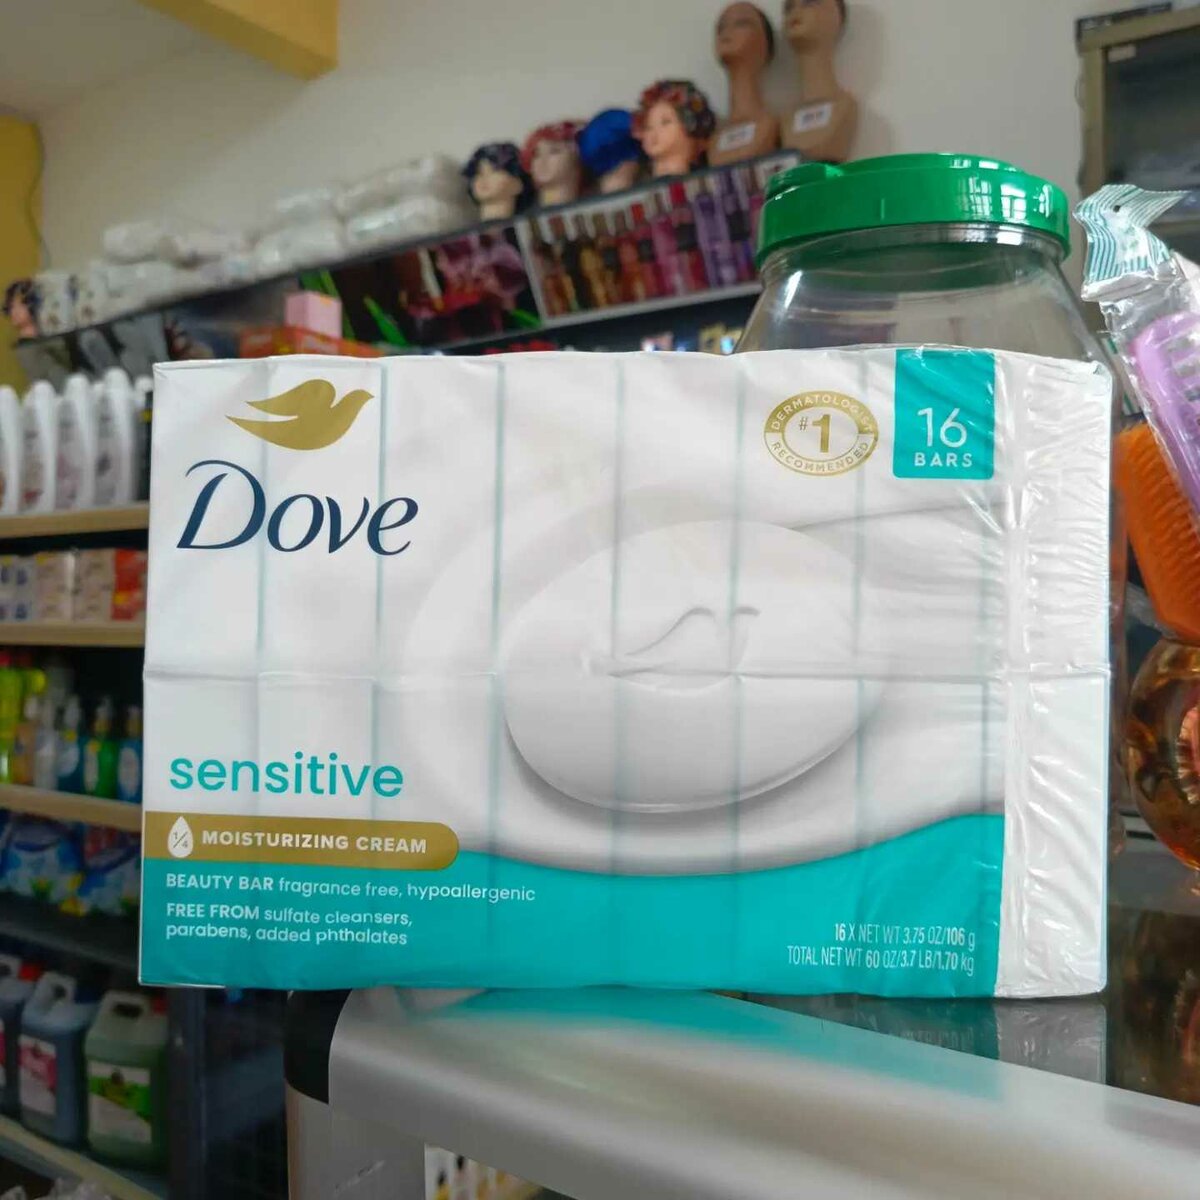 DERMATOLOGIST
#1
RECOMMENDED
16
BARS
Dove
sensitive
1/4 MOISTURIZING CREAM
BEAUTY BAR fragrance free, hypoallergenic
FREE FROM sulfate cleansers,
parabens, added phthalates
16 X NET WT 3.75 OZ/106 g
TOTAL NET WT 60 OZ/3.7 LB/1.70 kg